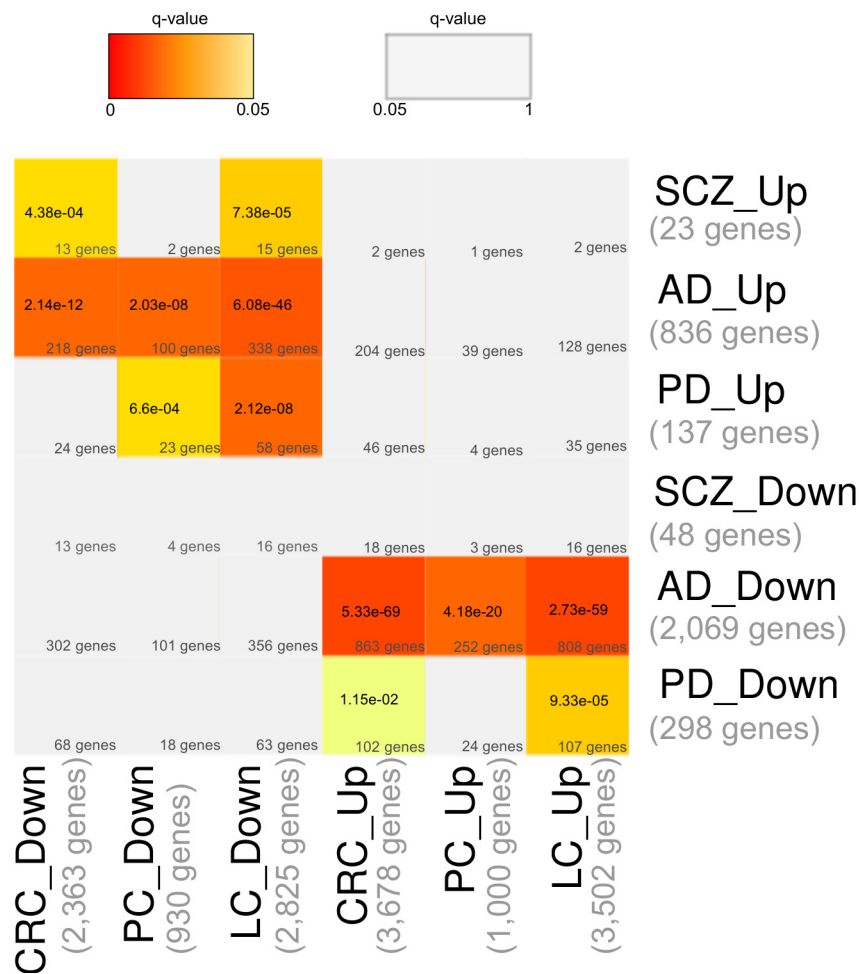 q-value
q-value
0
0.05
0.05
1
4.38e-04
7.38e-05
13 genes
2 genes
15 genes
2 genes
1 genes
2 genes
SCZ_Up
(23 genes)
2.14e-12
2.03e-08
6.08e-46
218 genes
100 genes
338 genes
204 genes
39 genes
128 genes
AD_Up
(836 genes)
6.6e-04
2.12e-08
24 genes
23 genes
58 genes
46 genes
4 genes
35 genes
PD_Up
(137 genes)
13 genes
4 genes
16 genes
18 genes
3 genes
16 genes
SCZ_Down
(48 genes)
5.33e-69
4.18e-20
2.73e-59
302 genes
101 genes
356 genes
863 genes
252 genes
808 genes
AD_Down
(2,069 genes)
1.15e-02
9.33e-05
68 genes
18 genes
63 genes
102 genes
24 genes
107 genes
PD_Down
(298 genes)
CRC_Down
(2,363 genes)
PC_Down
(930 genes)
LC_Down
(2,825 genes)
CRC_Up
(3,678 genes)
PC_Up
(1,000 genes)
LC_Up
(3,502 genes)